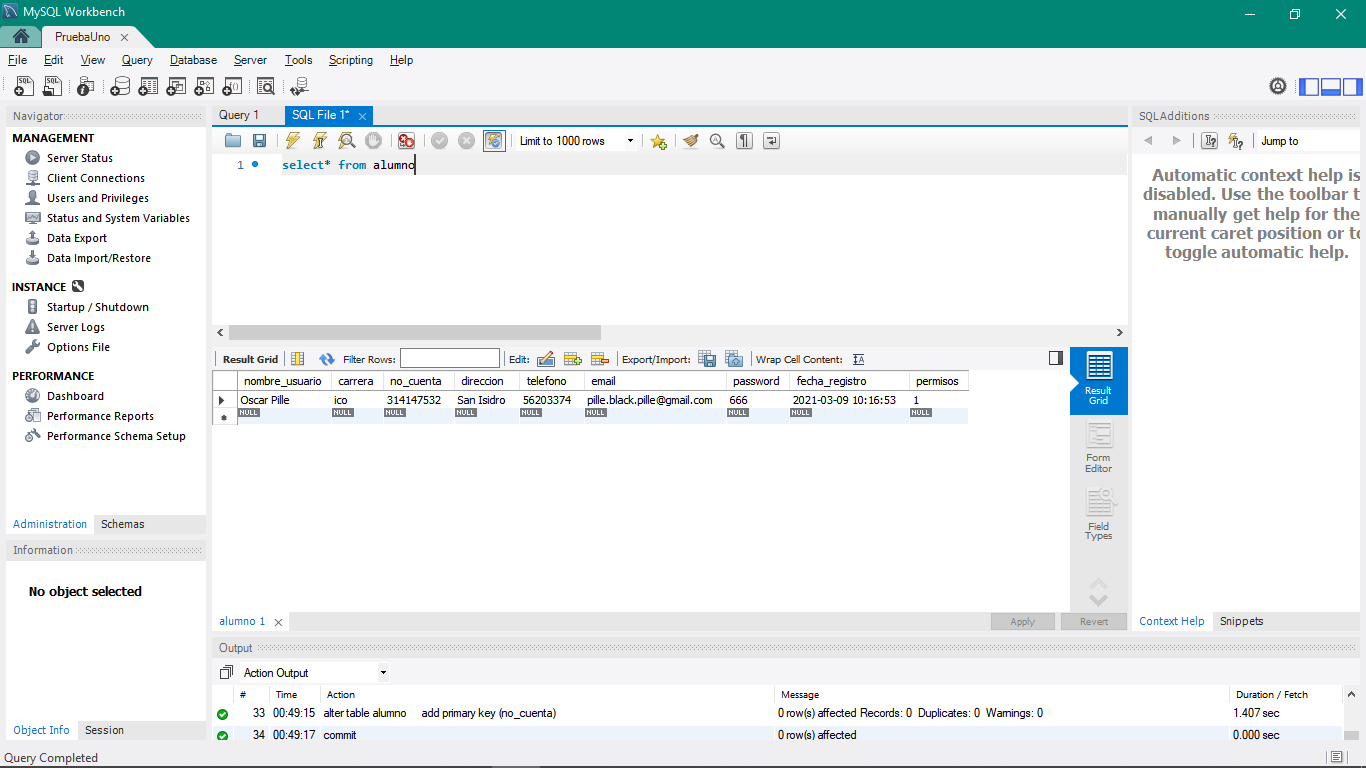 MySQL Workbench
PruebaUno
File Edit View Query Database Server Tools Scripting Help
Navigator
MANAGEMENT
Server Status
Client Connections
Users and Privileges
Status and System Variables
Data Export
Data Import/Restore
INSTANCE
Startup / Shutdown
Server Logs
Options File
PERFORMANCE
Dashboard
Performance Reports
Performance Schema Setup
Administration Schemas
Information
No object selected
Object Info Session
Query 1 SQL File 1*
Limit to 1000 rows
1 select* from alumno
Result Grid Filter Rows: Edit: Export/Import: Wrap Cell Content:
nombre_usuario carrera no_cuenta direccion telefono email password fecha_registro permisos
Oscar Pille ico 314147532 San Isidro 56203374 pille.black.pille@gmail.com 666 2021-03-09 10:16:53 1
NULL NULL NULL NULL NULL NULL NULL NULL NULL
Result
Grid
Form
Editor
Field
Types
alumno 1 Apply Revert
SQLAdditions
Jump to
Automatic context help is
disabled. Use the toolbar t
manually get help for the
current caret position or to
toggle automatic help.
Context Help Snippets
Output
Action Output
# Time Action Message Duration / Fetch
33 00:49:15 alter table alumno add primary key (no_cuenta) 0 row(s) affected Records: 0 Duplicates: 0 Warnings: 0 1.407 sec
34 00:49:17 commit 0 row(s) affected 0.000 sec
Query Completed